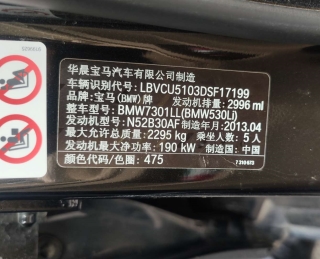 华晨宝马汽车有限公司制造
车辆识别代号: LBVCU5103DSF17199
品牌: 宝马(BMW)牌
发动机排量: 2996 ml
整车型号: BMW7301LL(BMW530Li)
发动机型号: N52B30AF 制造年月: 2013.04
最大允许总质量: 2295 kg 乘坐人数: 5人
发动机最大净功率: 190 kW 制造国: 中国
颜色代码/色圈: 475
7 210 673